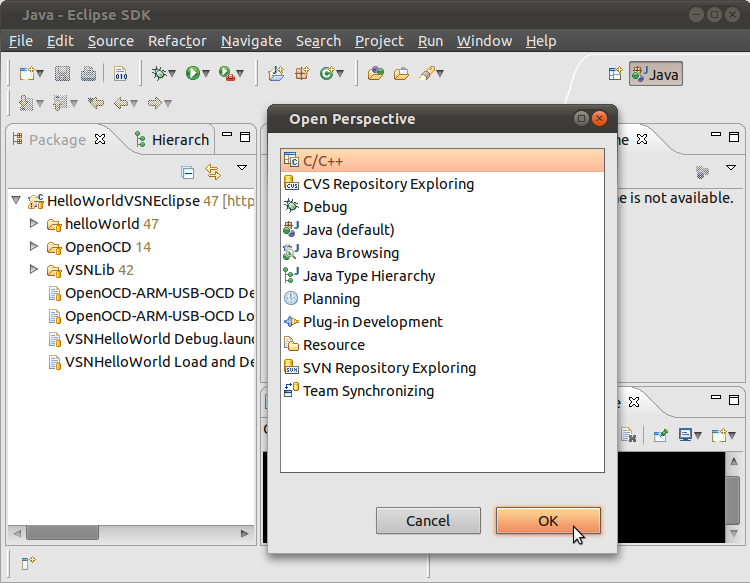 Java - Eclipse SDK
File Edit Source Refactor Navigate Search Project Run Window Help
Java
Package Hierarch
HelloWorldVSNEclipse 47 [http
helloWorld 47
OpenOCD 14
VSNLib 42
OpenOCD-ARM-USB-OCD De
OpenOCD-ARM-USB-OCD Lo
VSNHelloWorld Debug.laun
VSNHelloWorld Load and De
Open Perspective
C/C++
CVS Repository Exploring
Debug
Java (default)
Java Browsing
Java Type Hierarchy
Planning
Plug-in Development
Resource
SVN Repository Exploring
Team Synchronizing
Cancel OK
ne
e is not available.